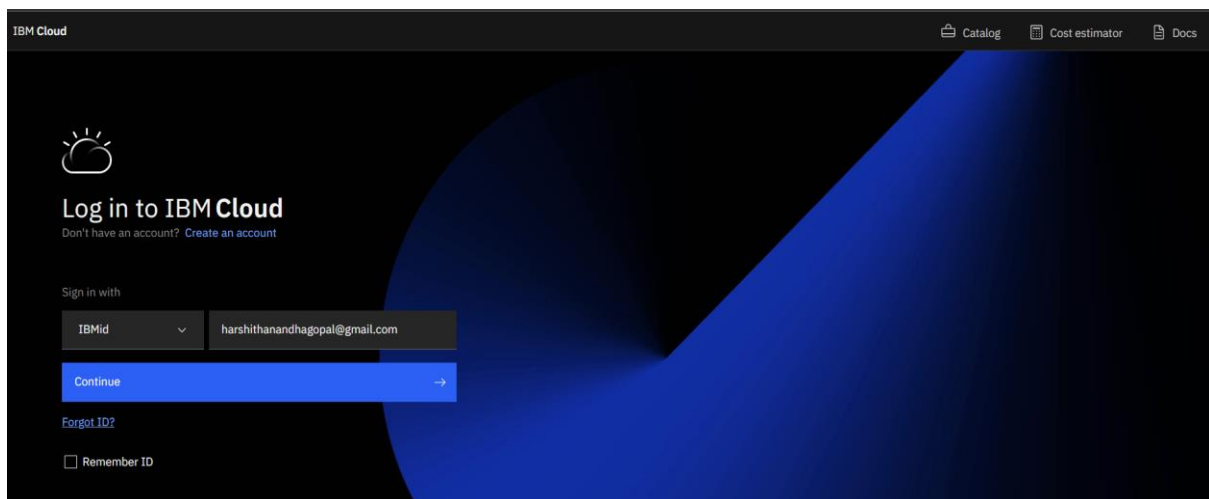 IBM Cloud
Catalog
Cost estimator
Docs
Log in to IBM Cloud
Don't have an account? Create an account
Sign in with
IBMid
harshithanandhagopal@gmail.com
Continue
Forgot ID?
Remember ID